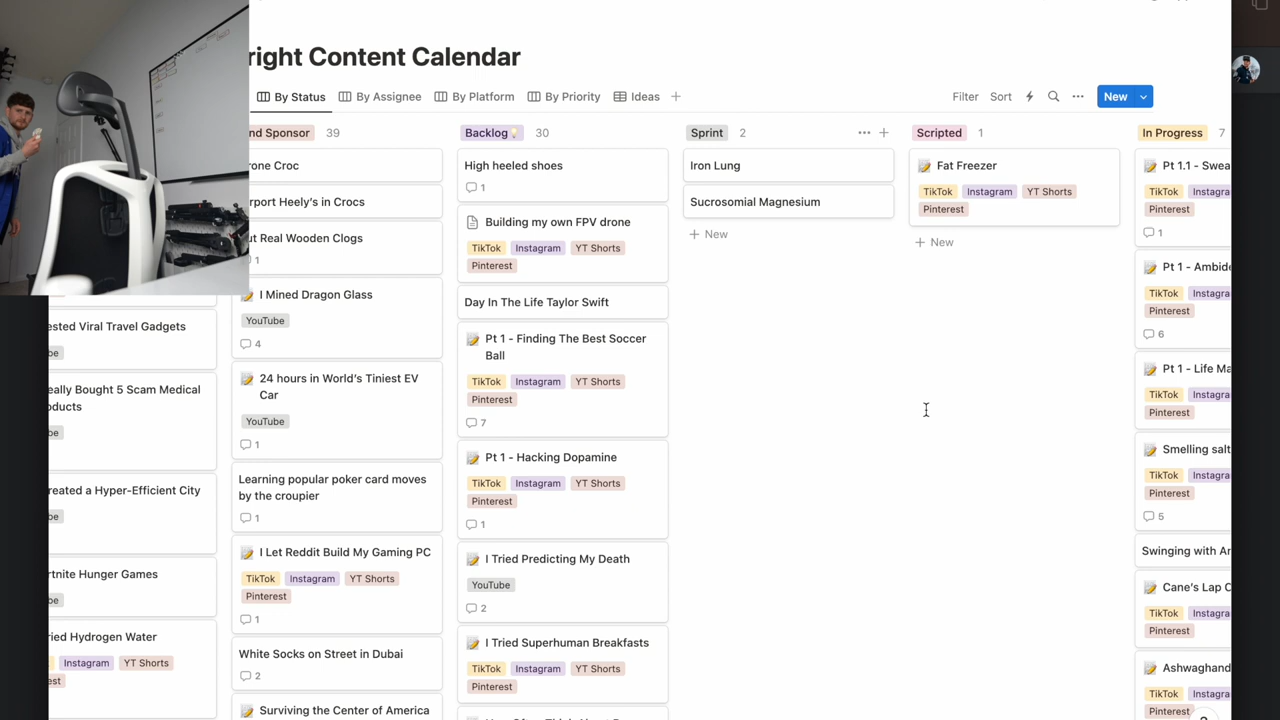 right Content Calendar
By Status
By Assignee
By Platform
By Priority
Ideas
Filter
Sort
New
nd Sponsor 39
rone Croc
rport Heely's in Crocs
ut Real Wooden Clogs
1
I Mined Dragon Glass
YouTube
4
24 hours in World's Tiniest EV
Car
YouTube
1
Learning popular poker card moves
by the croupier
1
I Let Reddit Build My Gaming PC
TikTok Instagram YT Shorts
Pinterest
1
White Socks on Street in Dubai
2
Surviving the Center of America
ested Viral Travel Gadgets
be
eally Bought 5 Scam Medical
oducts
be
reated a Hyper-Efficient City
be
rtnite Hunger Games
be
ried Hydrogen Water
Instagram YT Shorts
est
Backlog 30
High heeled shoes
1
Building my own FPV drone
TikTok Instagram YT Shorts
Pinterest
Day In The Life Taylor Swift
Pt 1 - Finding The Best Soccer
Ball
TikTok Instagram YT Shorts
Pinterest
7
Pt 1 - Hacking Dopamine
TikTok Instagram YT Shorts
Pinterest
1
I Tried Predicting My Death
YouTube
2
I Tried Superhuman Breakfasts
TikTok Instagram YT Shorts
Pinterest
Sprint 2
Iron Lung
Sucrosomial Magnesium
New
Scripted 1
Fat Freezer
TikTok Instagram YT Shorts
Pinterest
New
In Progress 7
Pt 1.1 - Swea
TikTok Instagra
Pinterest
1
Pt 1 - Ambide
TikTok Instagra
Pinterest
6
Pt 1 - Life Ma
TikTok Instagra
Pinterest
Smelling salt
TikTok Instagra
Pinterest
5
Swinging with Ar
Cane's Lap C
TikTok Instagra
Pinterest
Ashwaghand
TikTok Instagra
Pinterest